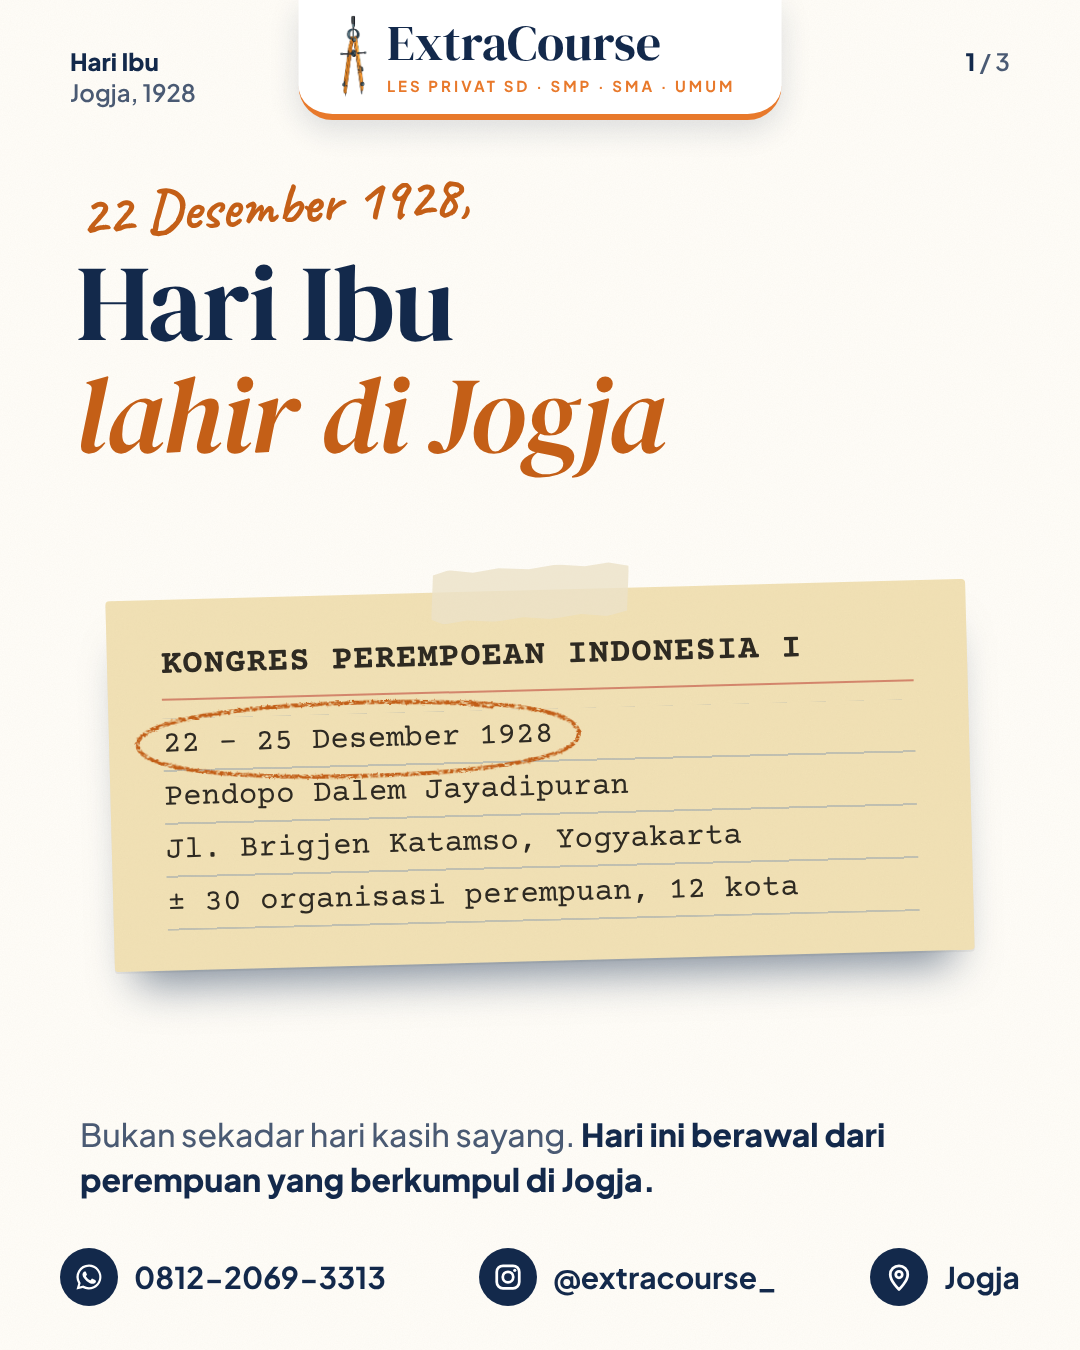 Hari Ibu
Jogja, 1928
ExtraCourse
LES PRIVAT SD · SMP · SMA · UMUM
1 / 3
22 Desember 1928,
Hari Ibu
lahir di Jogja
KONGRES PEREMPOEAN INDONESIA I
22 – 25 Desember 1928
Pendopo Dalem Jayadipuran
Jl. Brigjen Katamso, Yogyakarta
± 30 organisasi perempuan, 12 kota
Bukan sekadar hari kasih sayang. Hari ini berawal dari
perempuan yang berkumpul di Jogja.
0812-2069-3313
@extracourse_
Jogja